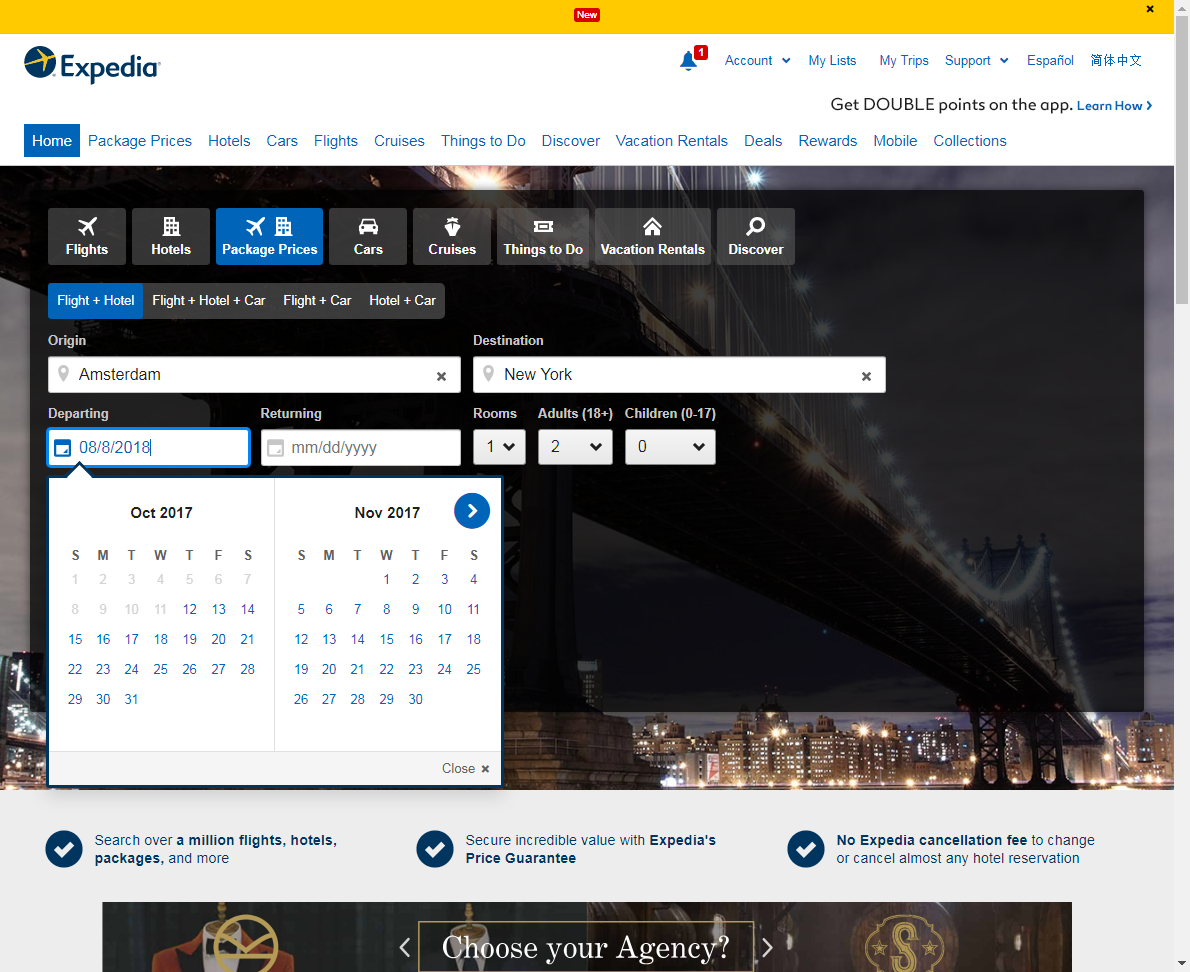 New
Expedia
1
Account
My Lists
My Trips
Support
Español
简体中文
Get DOUBLE points on the app. Learn How
Home
Package Prices
Hotels
Cars
Flights
Cruises
Things to Do
Discover
Vacation Rentals
Deals
Rewards
Mobile
Collections
Flights
Hotels
Package Prices
Cars
Cruises
Things to Do
Vacation Rentals
Discover
Flight + Hotel
Flight + Hotel + Car
Flight + Car
Hotel + Car
Origin
Destination
Amsterdam
New York
Departing
Returning
Rooms
Adults (18+)
Children (0-17)
08/8/2018
mm/dd/yyyy
1
2
0
Oct 2017
S M T W T F S
1 2 3 4 5 6 7
8 9 10 11 12 13 14
15 16 17 18 19 20 21
22 23 24 25 26 27 28
29 30 31
Nov 2017
S M T W T F S
1 2 3 4
5 6 7 8 9 10 11
12 13 14 15 16 17 18
19 20 21 22 23 24 25
26 27 28 29 30
Close
Search over a million flights, hotels,
packages, and more
Secure incredible value with Expedia's
Price Guarantee
No Expedia cancellation fee to change
or cancel almost any hotel reservation
Choose your Agency?
S